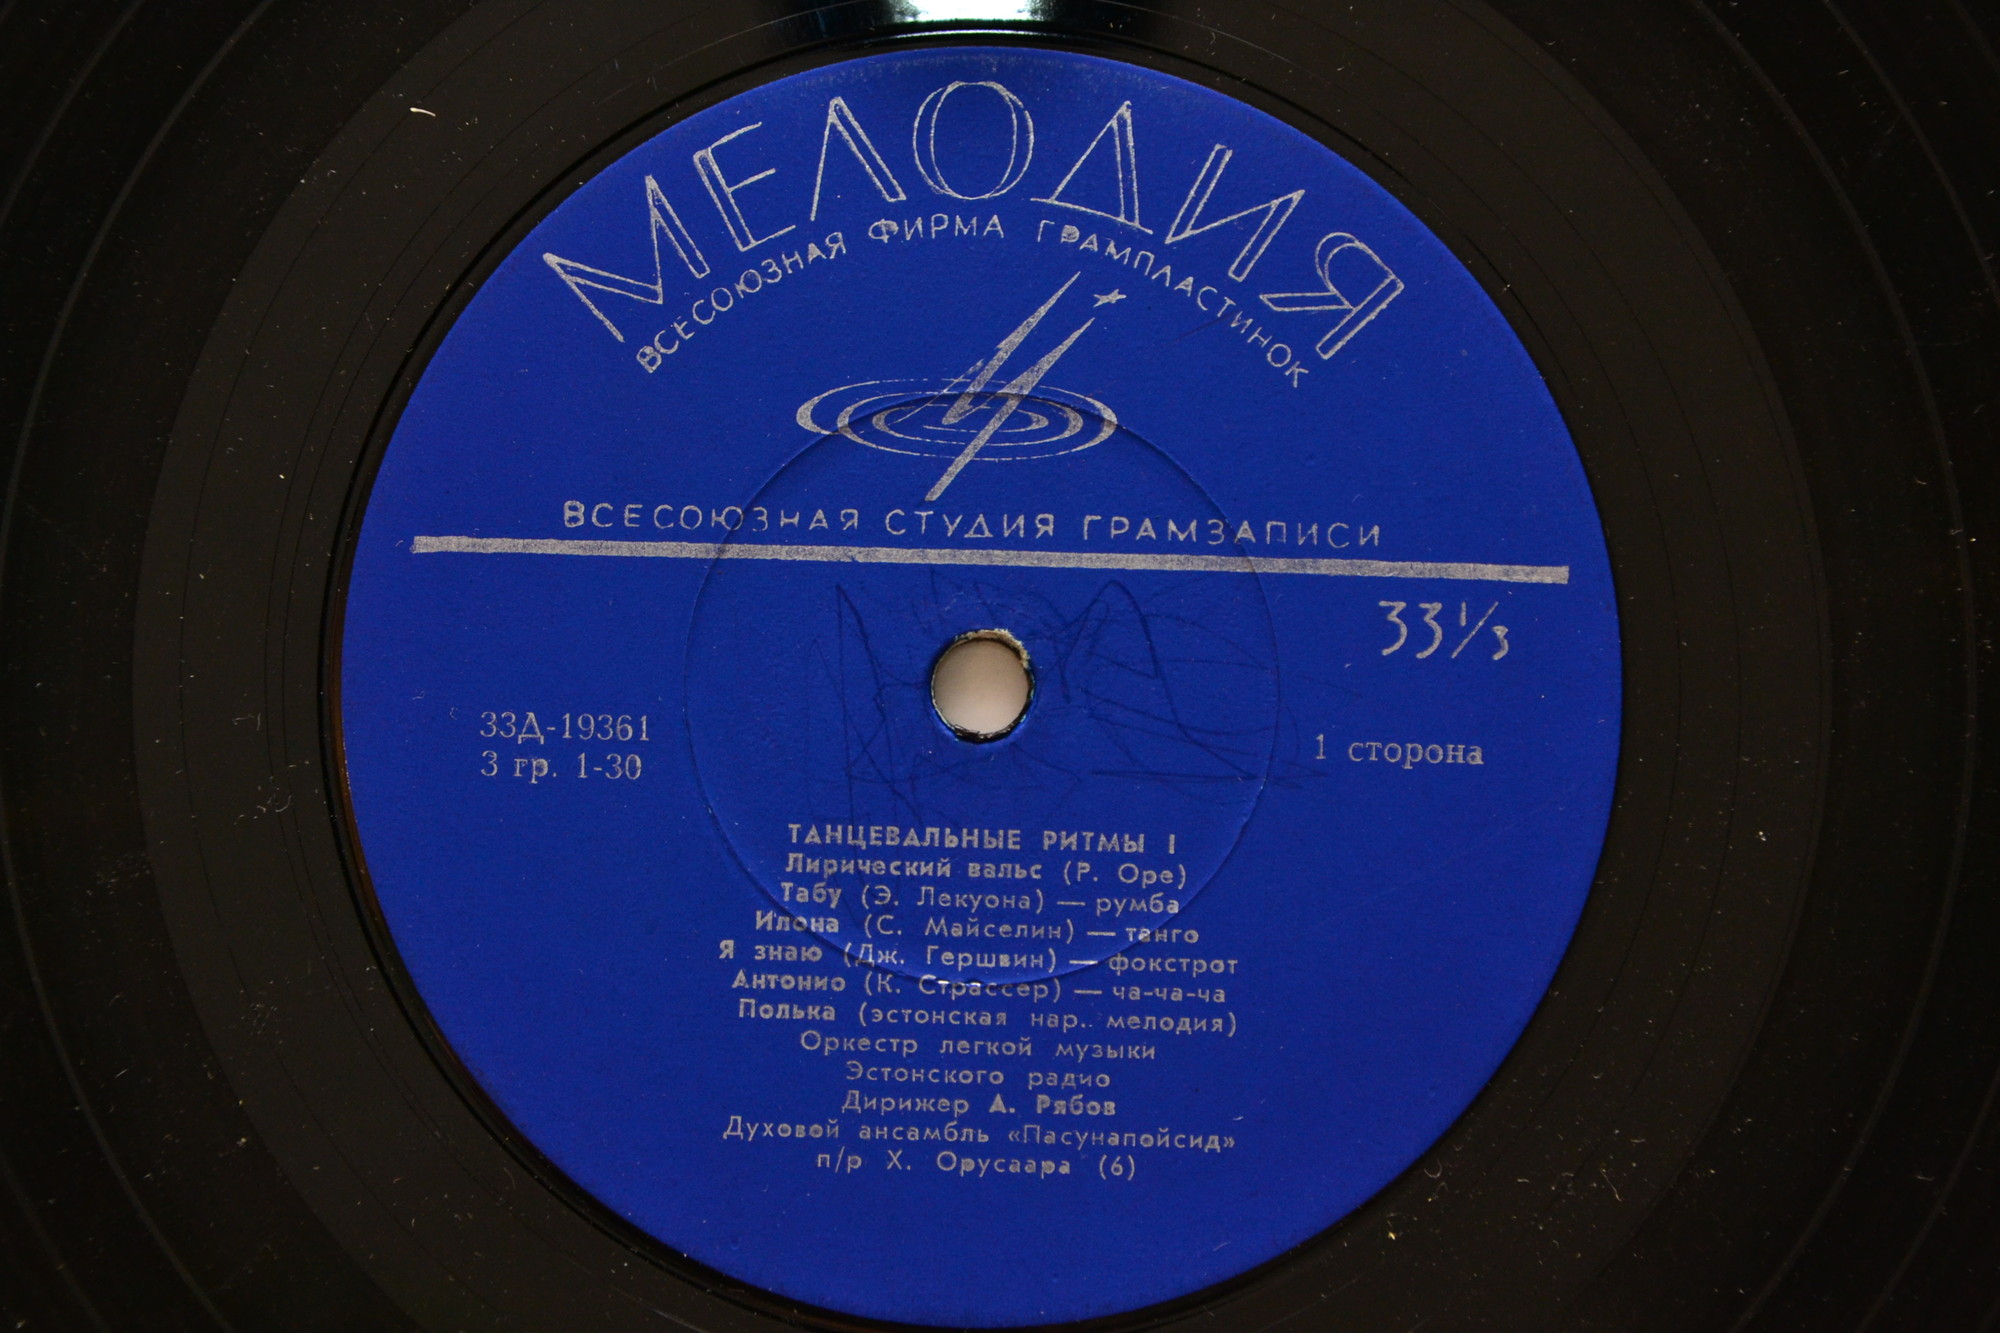 МЕЛОДИЯ
ВСЕСОЮЗНАЯ ФИРМА ГРАМПЛАСТИНОК
ВСЕСОЮЗНАЯ СТУДИЯ ГРАМЗАПИСИ
33 1/3
33Д-19361
3 гр. 1-30
1 сторона
ТАНЦЕВАЛЬНЫЕ РИТМЫ I
Лирический вальс (Р. Оре)
Табу (Э. Лекуона) — румба
Илона (С. Майселин) — танго
Я знаю (Дж. Гершвин) — фокстрот
Антонио (К. Страссер) — ча-ча-ча
Полька (эстонская нар. мелодия)
Оркестр легкой музыки
Эстонского радио
Дирижер А. Рябов
Духовой ансамбль «Пасунапойсид»
п/р Х. Орусаара (6)